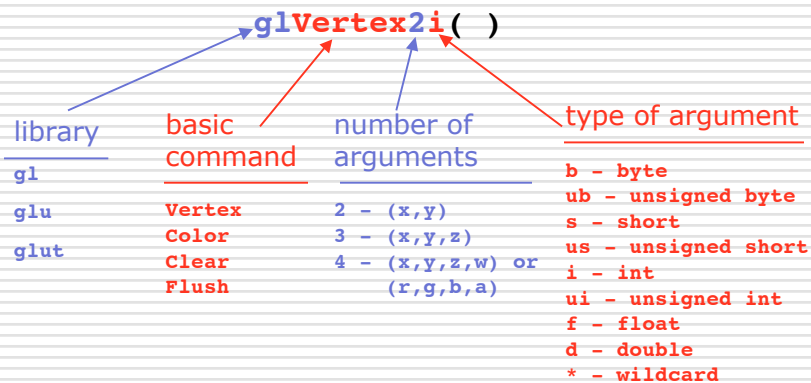 glVertex2i( )
library
gl
glu
glut
basic
command
Vertex
Color
Clear
Flush
number of
arguments
2 – (x,y)
3 – (x,y,z)
4 – (x,y,z,w) or
(r,g,b,a)
type of argument
b – byte
ub – unsigned byte
s – short
us – unsigned short
i – int
ui – unsigned int
f – float
d – double
* – wildcard